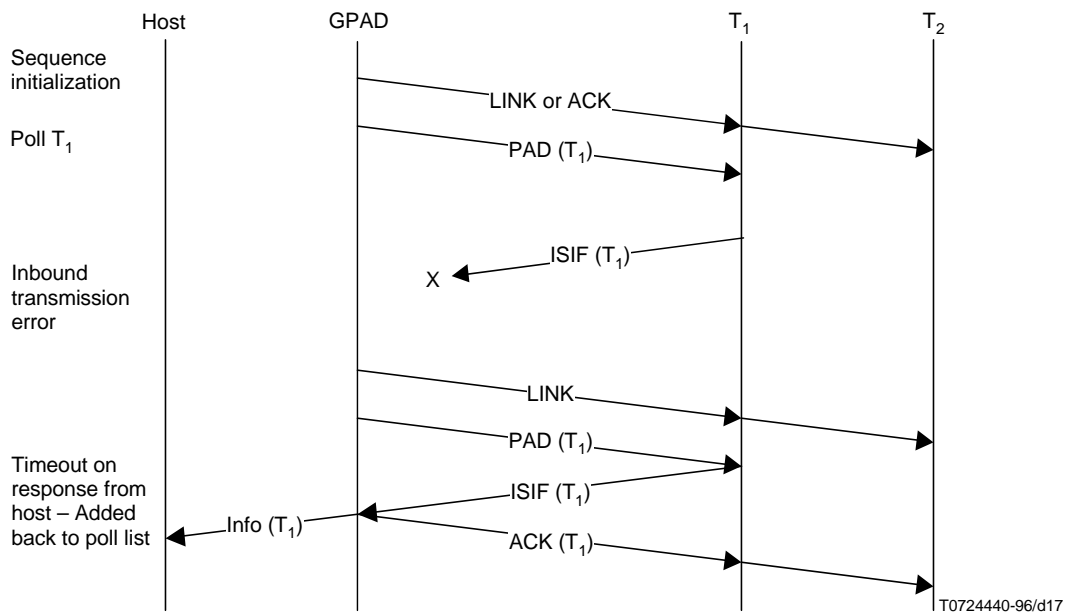 Host GPAD T₁ T₂
Sequence
initialization
LINK or ACK
Poll T₁
PAD (T₁)
ISIF (T₁)
X
Inbound
transmission
error
LINK
PAD (T₁)
Timeout on
response from
host – Added
back to poll list
ISIF (T₁)
Info (T₁)
ACK (T₁)
T0724440-96/d17